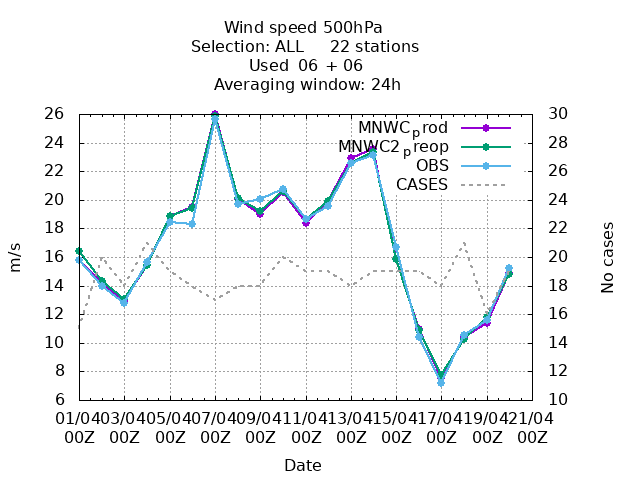 Wind speed 500hPa
Selection: ALL 22 stations
Used 06 + 06
Averaging window: 24h
26 30
24 28
22 26
20 24
18 22
16 20
14 18
12 16
10 14
8 12
6 10
MNWCprod
MNWC2preop
OBS
CASES
m/s
No cases
01/04 03/04 05/04 07/04 09/04 11/04 13/04 15/04 17/04 19/04 21/04
00Z 00Z 00Z 00Z 00Z 00Z 00Z 00Z 00Z 00Z 00Z
Date